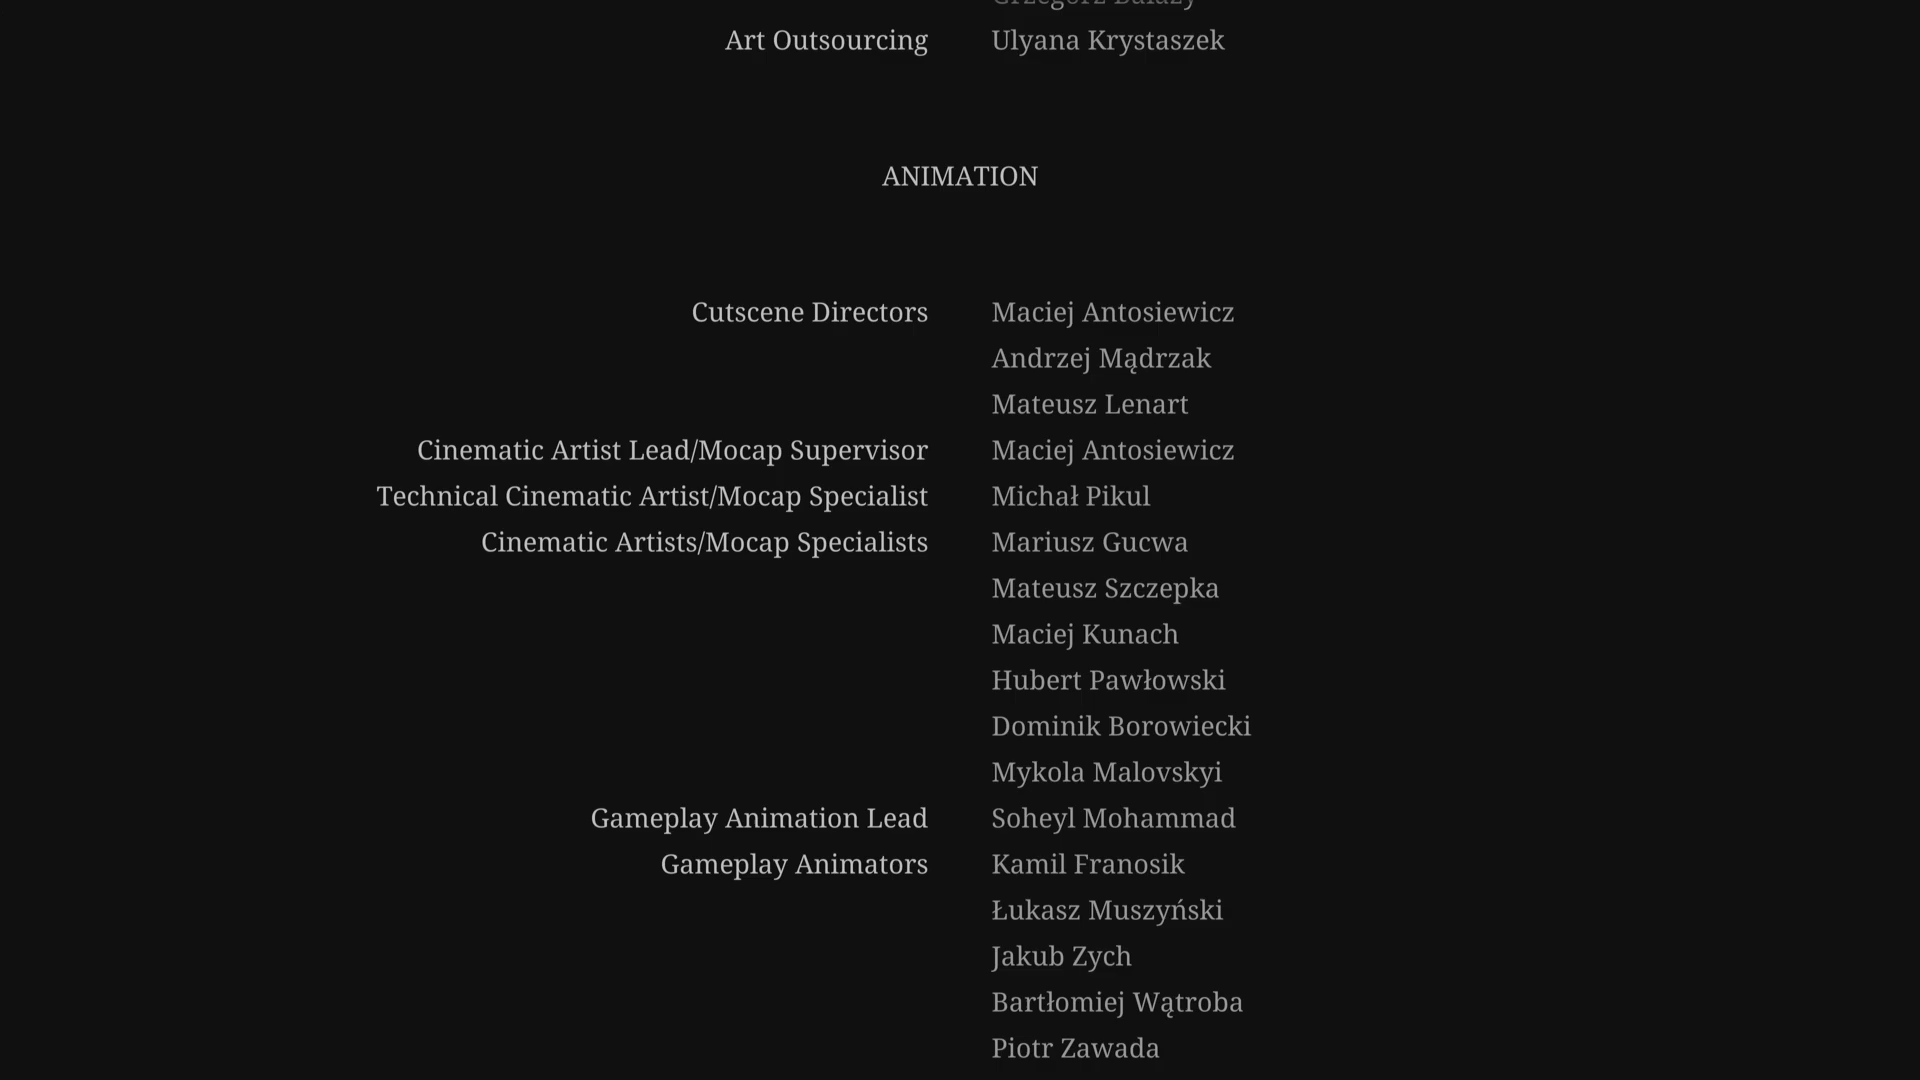 Art Outsourcing Ulyana Krystaszek
ANIMATION
Cutscene Directors Maciej Antosiewicz
Andrzej Mądrzak
Mateusz Lenart
Cinematic Artist Lead/Mocap Supervisor Maciej Antosiewicz
Technical Cinematic Artist/Mocap Specialist Michał Pikul
Cinematic Artists/Mocap Specialists Mariusz Gucwa
Mateusz Szczepka
Maciej Kunach
Hubert Pawłowski
Dominik Borowiecki
Mykola Malovskyi
Gameplay Animation Lead Soheyl Mohammad
Gameplay Animators Kamil Franosik
Łukasz Muszyński
Jakub Zych
Bartłomiej Wątroba
Piotr Zawada